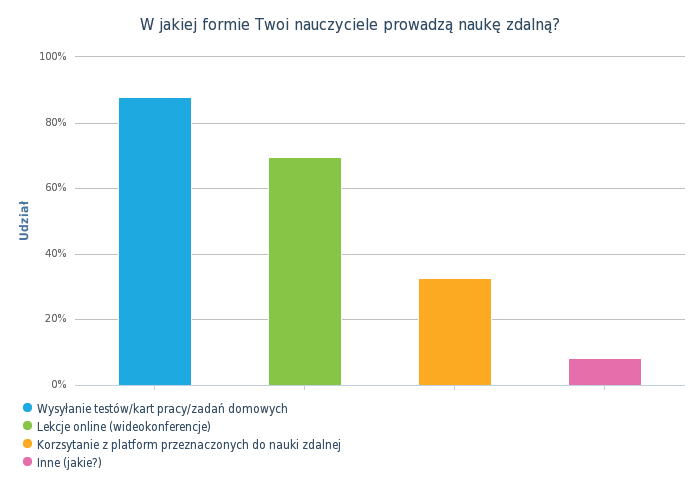 W jakiej formie Twoi nauczyciele prowadzą naukę zdalną?
100%
80%
60%
40%
20%
0%
Udział
Wysyłanie testów/kart pracy/zadań domowych
Lekcje online (wideokonferencje)
Korzsytanie z platform przeznaczonych do nauki zdalnej
Inne (jakie?)